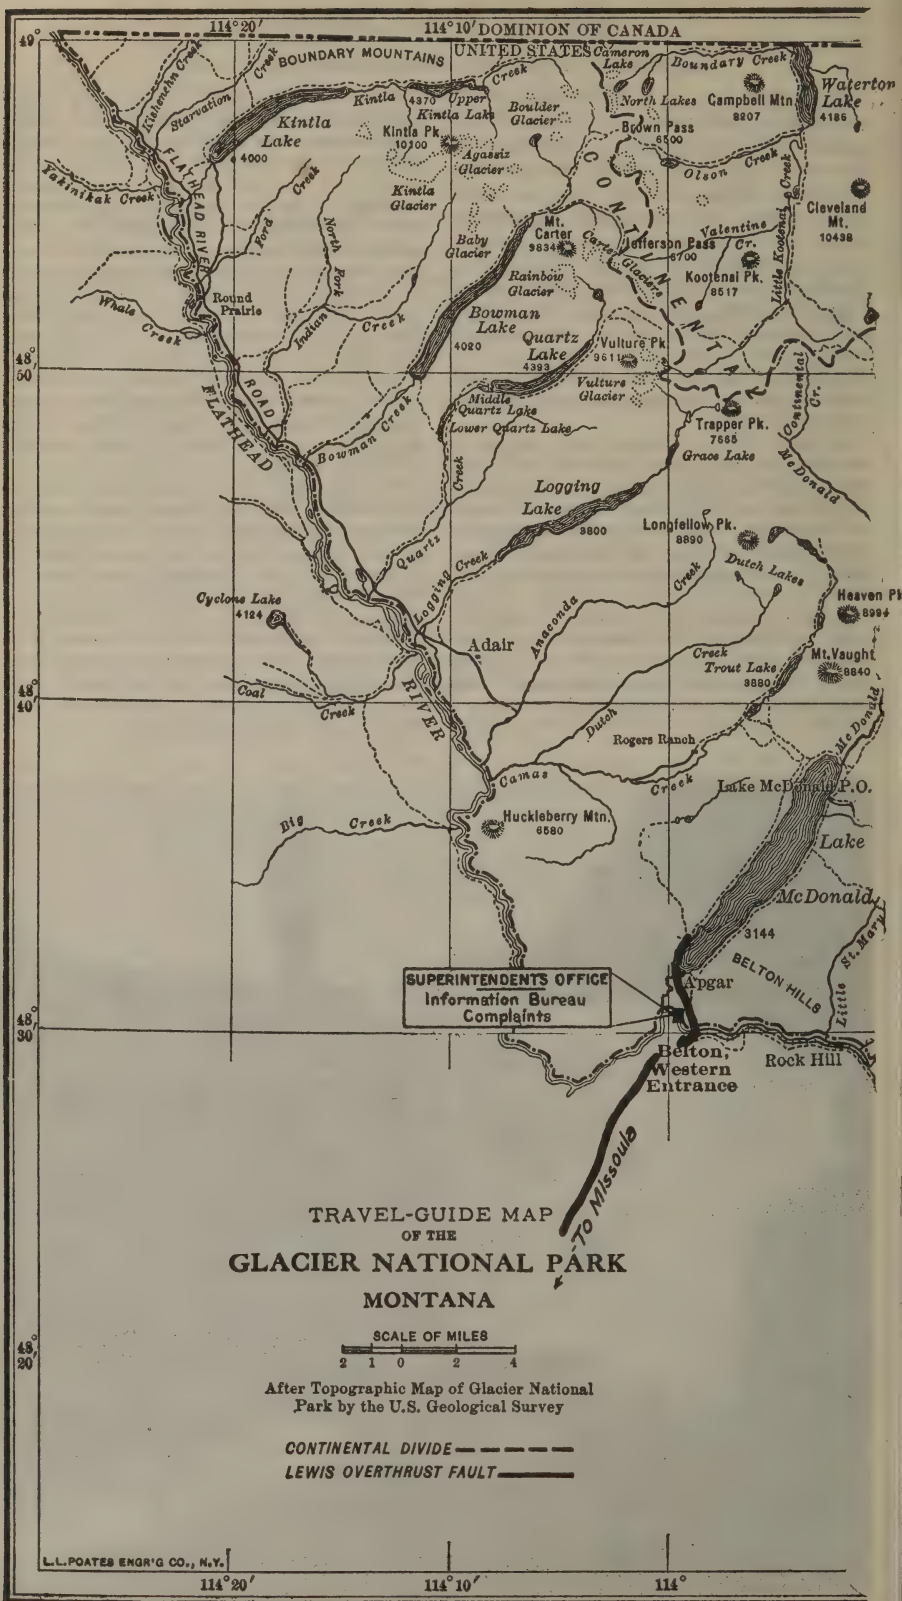 114°20′
114°10′
DOMINION OF CANADA
UNITED STATES
49°
BOUNDARY MOUNTAINS
Kishenehn Creek
Starvation Creek
Kintla Lake
4000
Kintla Creek
4370 Upper
Kintla Lake
Kintla Pk.
10100
Boulder
Glacier
Agassiz
Glacier
Kintla
Glacier
Cameron
Lake
North Lakes
Boundary Creek
Campbell Mtn.
8207
Waterton
Lake
4186
Brown Pass
6500
Olson Creek
Cleveland
Mt.
10438
Yakinikak Creek
FLATHEAD RIVER
Ford Creek
North Fork
Indian Creek
Baby
Glacier
Mt.
Carter
9834
Carter Glaciers
Jefferson Pass
6700
Valentine
Cr.
Kootenai Pk.
8517
Little Kootenai Creek
CONTINENTA
Rainbow
Glacier
Whale Creek
Round
Prairie
Bowman
Lake
4020
Quartz
Lake
4393
Vulture Pk.
9611
Vulture
Glacier
48°
50′
ROAD
FLATHEAD
Bowman Creek
Middle
Quartz Lake
Lower Quartz Lake
Trapper Pk.
7665
Continental
Cr.
McDonald
Grace Lake
Quartz Creek
Logging
Lake
3800
Logging Creek
Longfellow Pk.
8890
Dutch Lakes
Cyclone Lake
4124
Anaconda Creek
Heaven Pk
8994
Adair
Dutch Creek
Trout Lake
3880
Mt.Vaught
8840
48°
40′
Coal
Creek
RIVER
Rogers Ranch
McDonald
Camas
Creek
Lake McDonald P.O.
Big Creek
Huckleberry Mtn.
6580
Lake
McDonald
3144
BELTON HILLS
Little St. Mary
SUPERINTENDENTS OFFICE
Information Bureau
Complaints
Apgar
48°
30′
Belton,
Western
Entrance
Rock Hill
To Missoula
TRAVEL-GUIDE MAP
OF THE
GLACIER NATIONAL PARK
MONTANA
SCALE OF MILES
2 1 0 2 4
48°
20′
After Topographic Map of Glacier National
Park by the U.S. Geological Survey
CONTINENTAL DIVIDE
LEWIS OVERTHRUST FAULT
L.L.POATES ENGR'G CO., N.Y.
114°20′
114°10′
114°